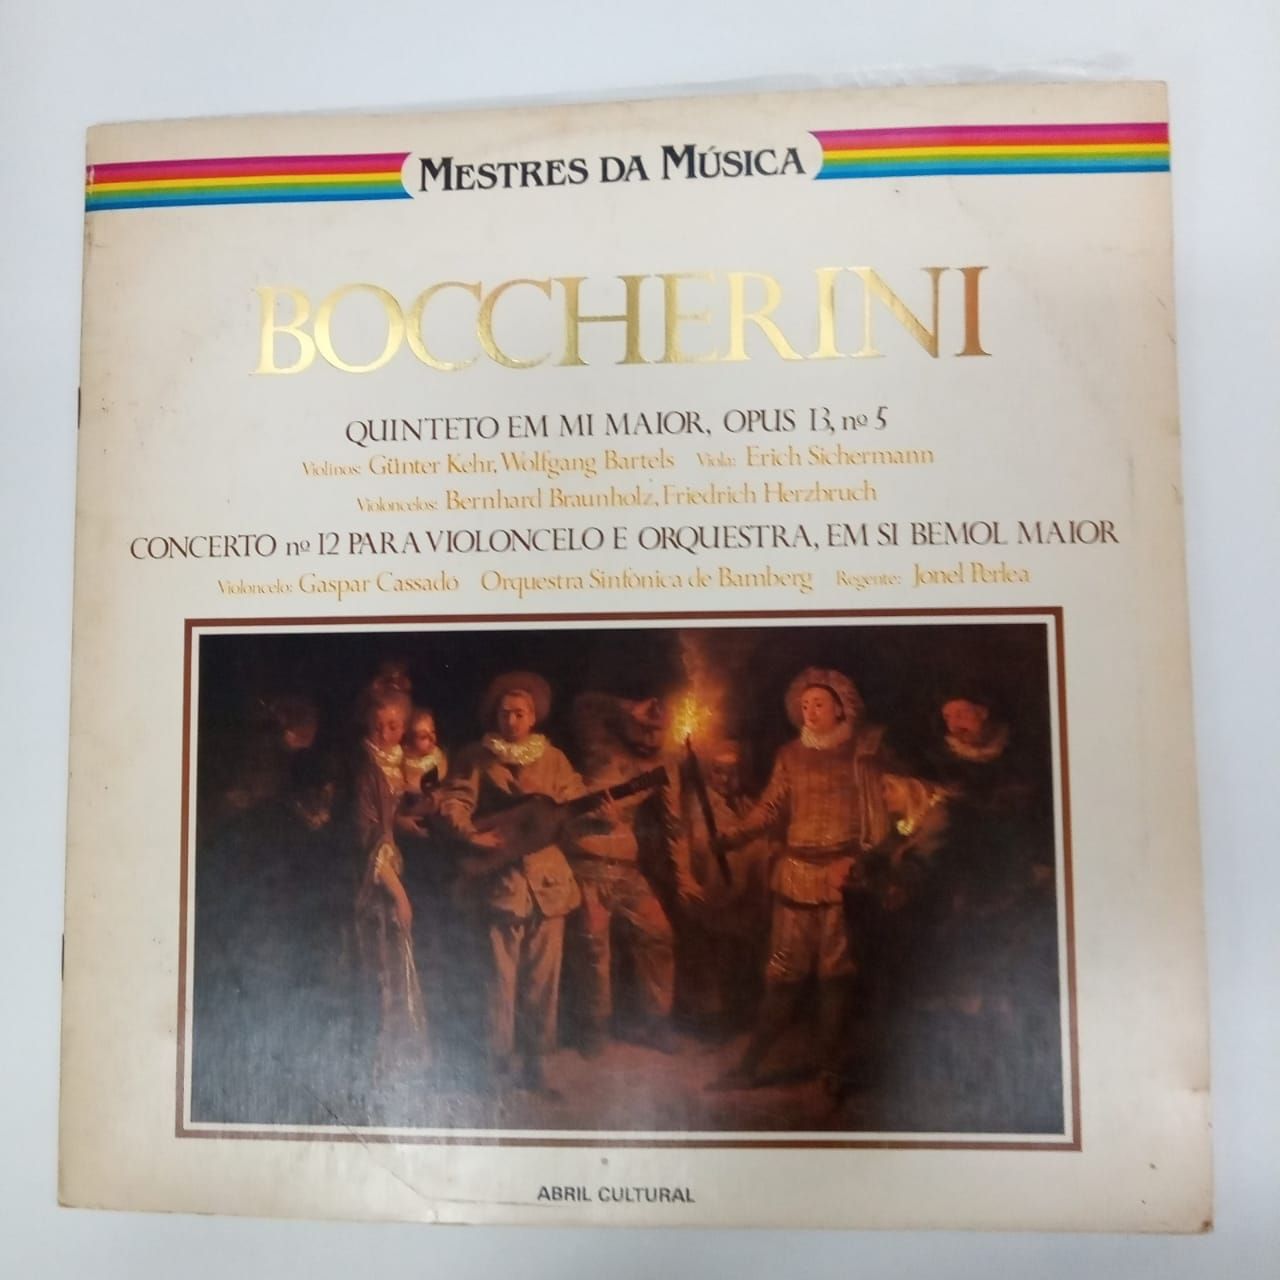 MESTRES DA MÚSICA
BOCCHERINI
QUINTETO EM MI MAIOR, OPUS 13, nº 5
Violinos: Günter Kehr, Wolfgang Bartels Viola: Erich Sichermann
Violoncelos: Bernhard Braunholz, Friedrich Herzbruch
CONCERTO nº 12 PARA VIOLONCELO E ORQUESTRA, EM SI BEMOL MAIOR
Violoncelo: Gaspar Cassadó Orquestra Sinfônica de Bamberg Regente: Jonel Perlea
ABRIL CULTURAL